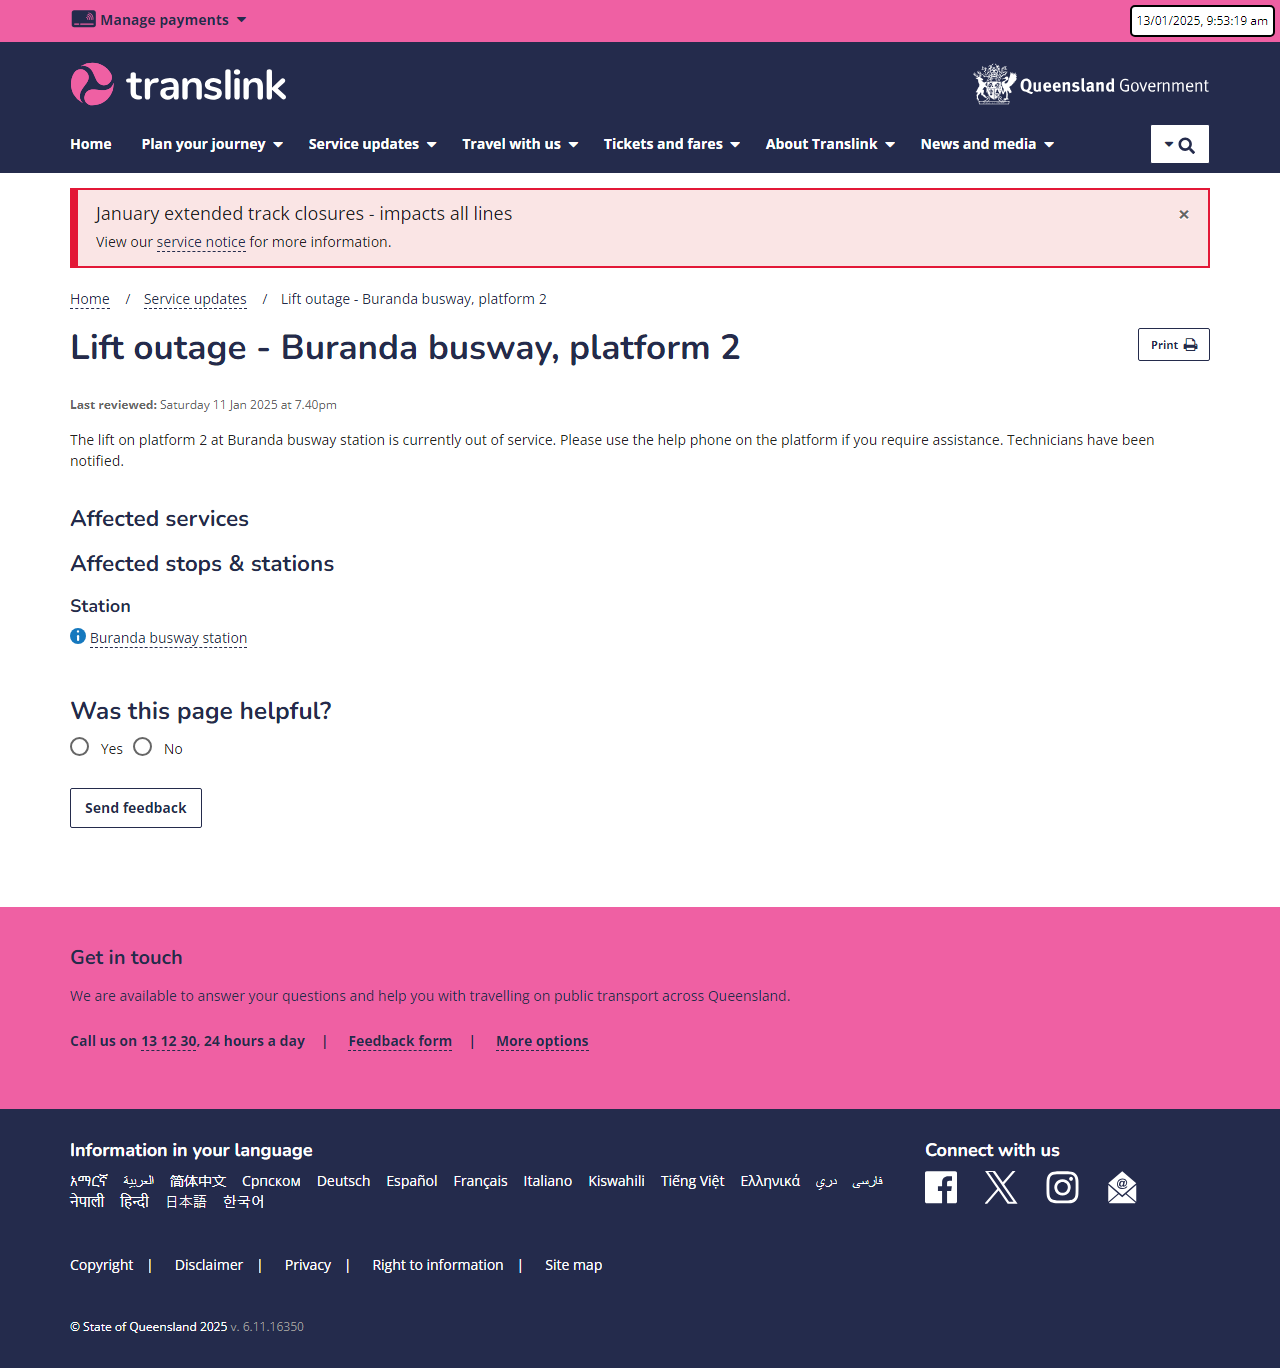 Manage payments
13/01/2025, 9:53:19 am
translink
Queensland Government
Home Plan your journey Service updates Travel with us Tickets and fares About Translink News and media
January extended track closures - impacts all lines
×
View our service notice for more information.
Home / Service updates / Lift outage - Buranda busway, platform 2
Lift outage - Buranda busway, platform 2
Print
Last reviewed: Saturday 11 Jan 2025 at 7.40pm
The lift on platform 2 at Buranda busway station is currently out of service. Please use the help phone on the platform if you require assistance. Technicians have been
notified.
Affected services
Affected stops & stations
Station
Buranda busway station
Was this page helpful?
Yes No
Send feedback
Get in touch
We are available to answer your questions and help you with travelling on public transport across Queensland.
Call us on 13 12 30, 24 hours a day | Feedback form | More options
Information in your language
አማርኛ العربية 简体中文 Српском Deutsch Español Français Italiano Kiswahili Tiếng Việt Ελληνικά دري فارسی
नेपाली हिन्दी 日本語 한국어
Connect with us
Copyright | Disclaimer | Privacy | Right to information | Site map
© State of Queensland 2025 v. 6.11.16350